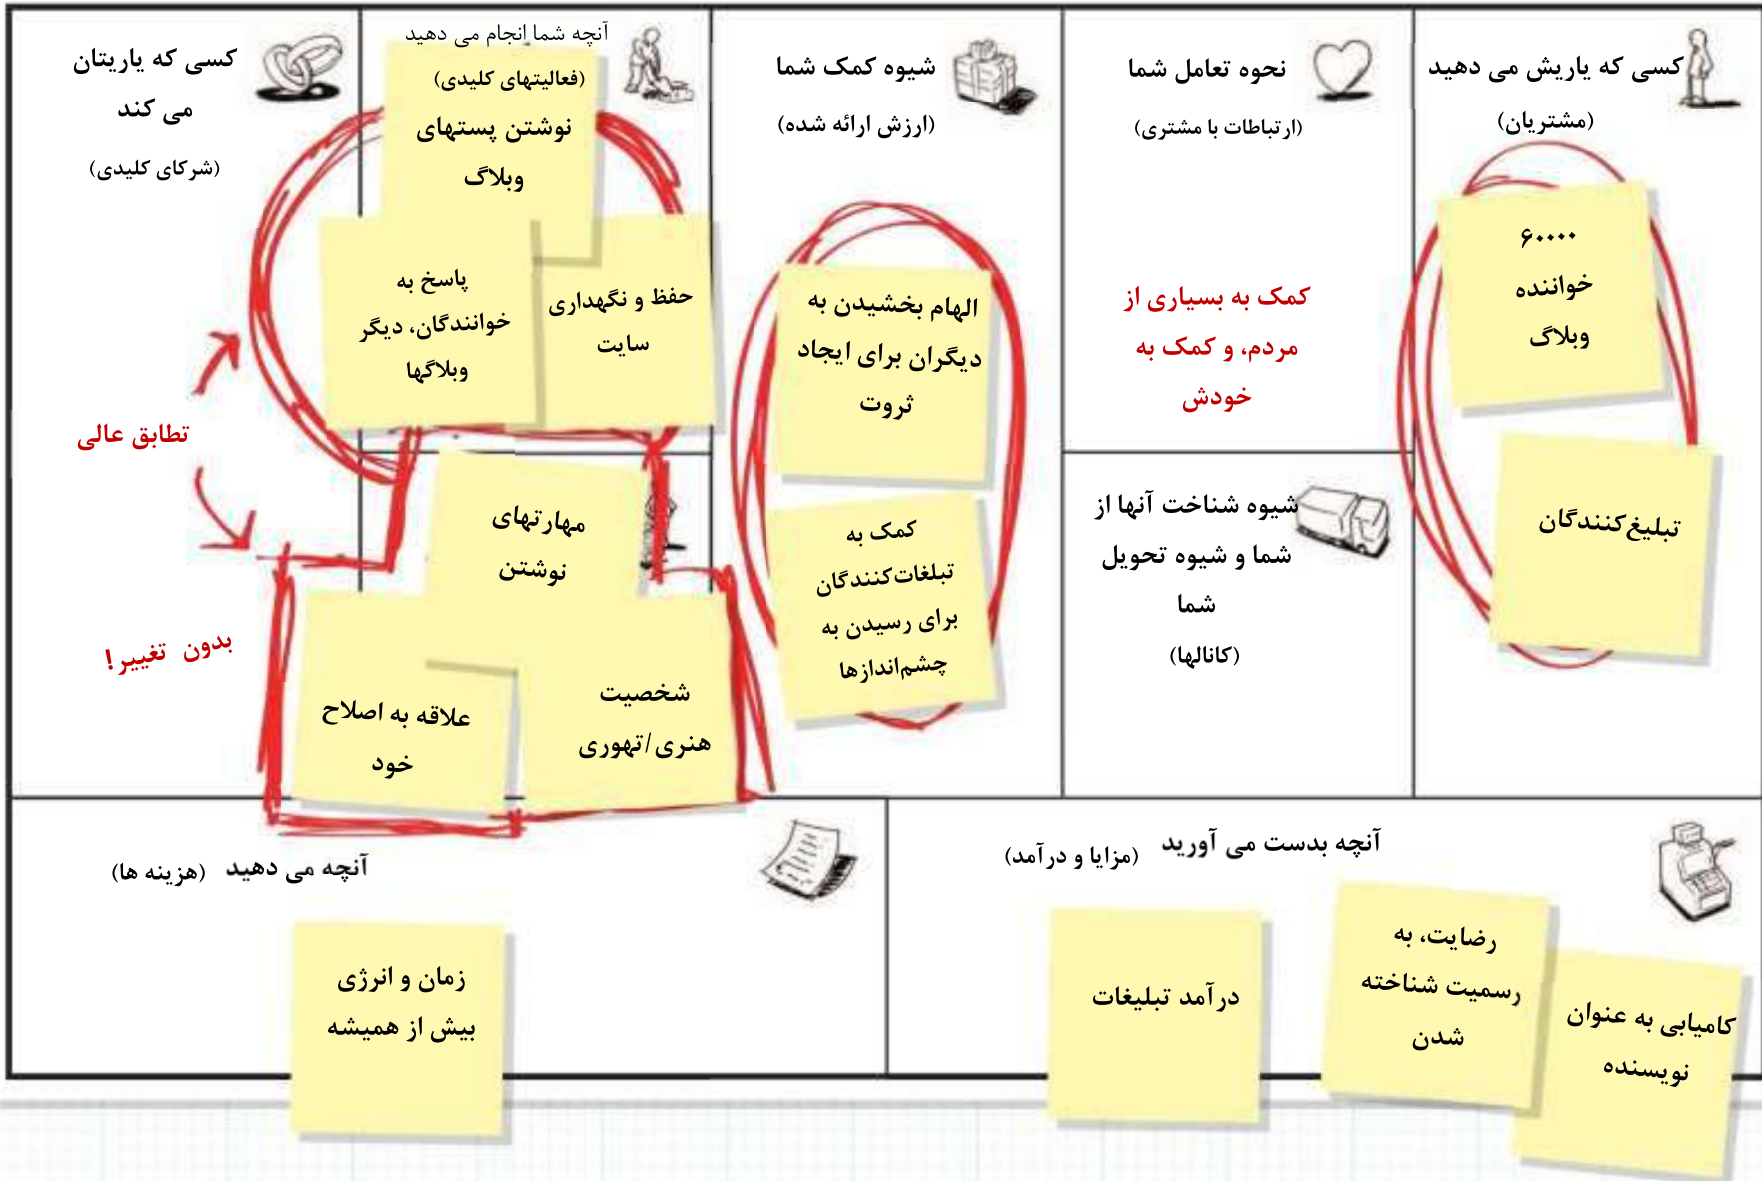 کسی که یاریش می دهید
(مشتریان)
۶۰۰۰۰
خواننده
وبلاگ
تبلیغ‌کنندگان
نحوه تعامل شما
(ارتباطات با مشتری)
کمک به بسیاری از
مردم، و کمک به
خودش
شیوه شناخت آنها از
شما و شیوه تحویل
شما
(کانالها)
شیوه کمک شما
(ارزش ارائه شده)
الهام بخشیدن به
دیگران برای ایجاد
ثروت
کمک به
تبلغات‌کنندگان
برای رسیدن به
چشم‌اندازها
آنچه شما انجام می دهید
(فعالیتهای کلیدی)
نوشتن پستهای
وبلاگ
حفظ و نگهداری
سایت
پاسخ به
خوانندگان، دیگر
وبلاگها
مهارتهای
نوشتن
شخصیت
هنری/تهوری
علاقه به اصلاح
خود
کسی که یاریتان
می کند
(شرکای کلیدی)
تطابق عالی
بدون تغییر!
آنچه بدست می آورید (مزایا و درآمد)
کامیابی به عنوان
نویسنده
رضایت، به
رسمیت شناخته
شدن
درآمد تبلیغات
آنچه می دهید (هزینه ها)
زمان و انرژی
بیش از همیشه